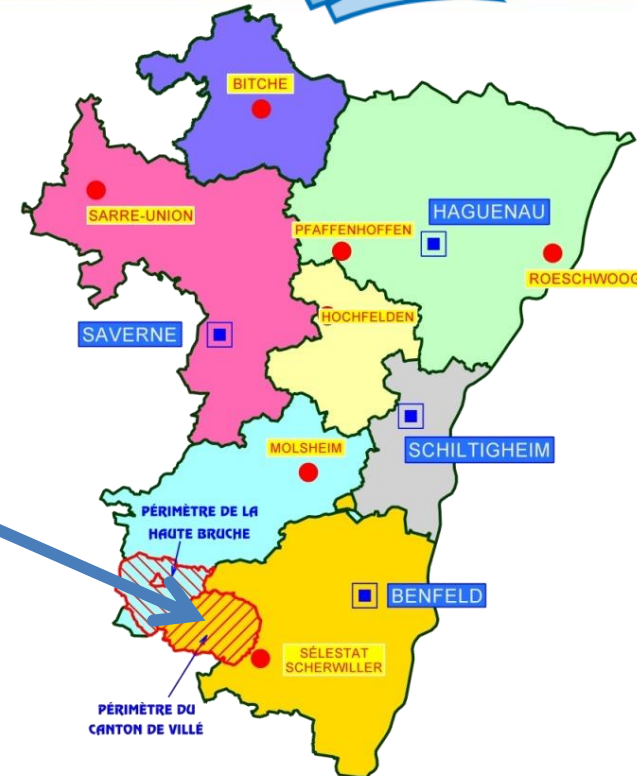 BITCHE
SARRE-UNION
HAGUENAU
PFAFFENHOFFEN
ROESCHWOOG
HOCHFELDEN
SAVERNE
SCHILTIGHEIM
MOLSHEIM
PÉRIMÈTRE DE LA
HAUTE BRUCHE
BENFELD
SÉLESTAT
SCHERWILLER
PÉRIMÈTRE DU
CANTON DE VILLÉ